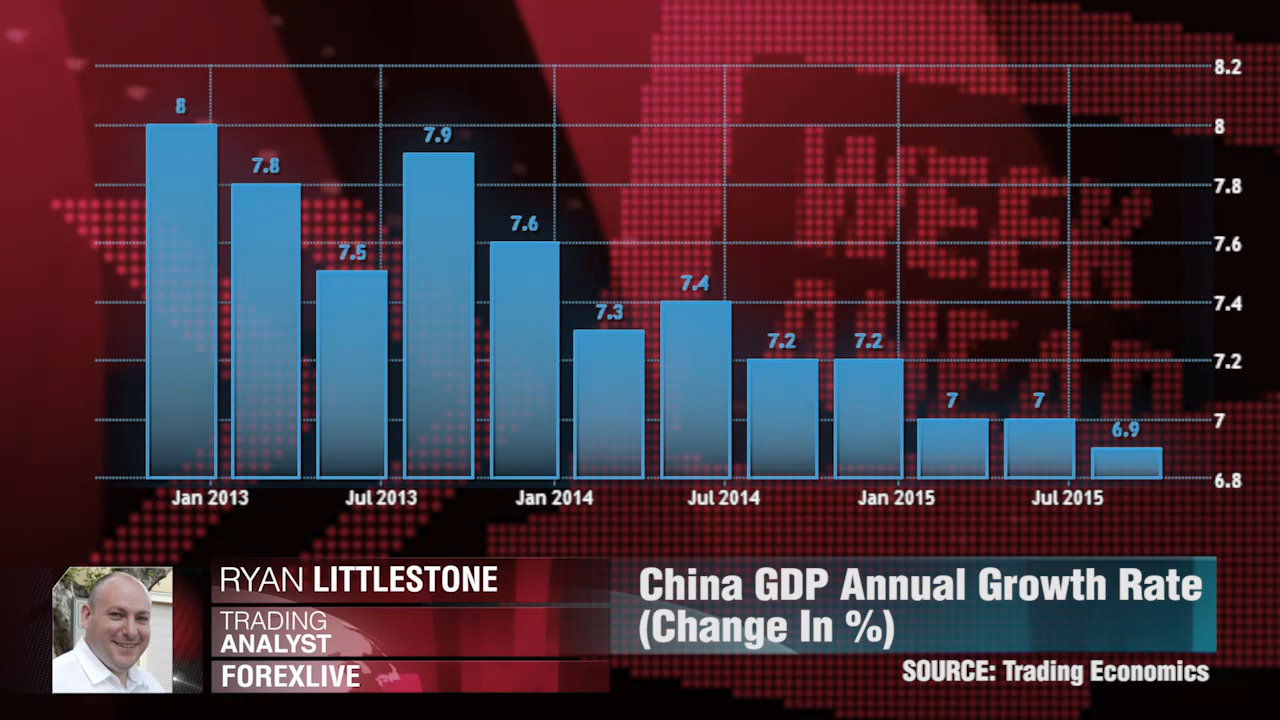 8.2
8
7.8
7.6
7.4
7.2
7
6.8
8
7.8
7.5
7.9
7.6
7.3
7.4
7.2
7.2
7
7
6.9
Jan 2013 Jul 2013 Jan 2014 Jul 2014 Jan 2015 Jul 2015
WEEK
AHEAD
RYAN LITTLESTONE
TRADING
ANALYST
FOREXLIVE
China GDP Annual Growth Rate
(Change In %)
SOURCE: Trading Economics